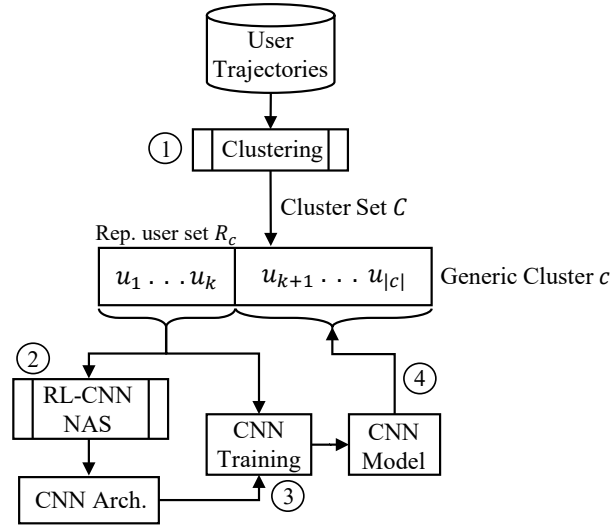 User
Trajectories
1
Clustering
Cluster Set C
Rep. user set R_c
u_1 . . . u_k
u_{k+1} . . . u_{|c|}
Generic Cluster c
2
RL-CNN
NAS
4
CNN
Training
CNN
Model
CNN Arch.
3